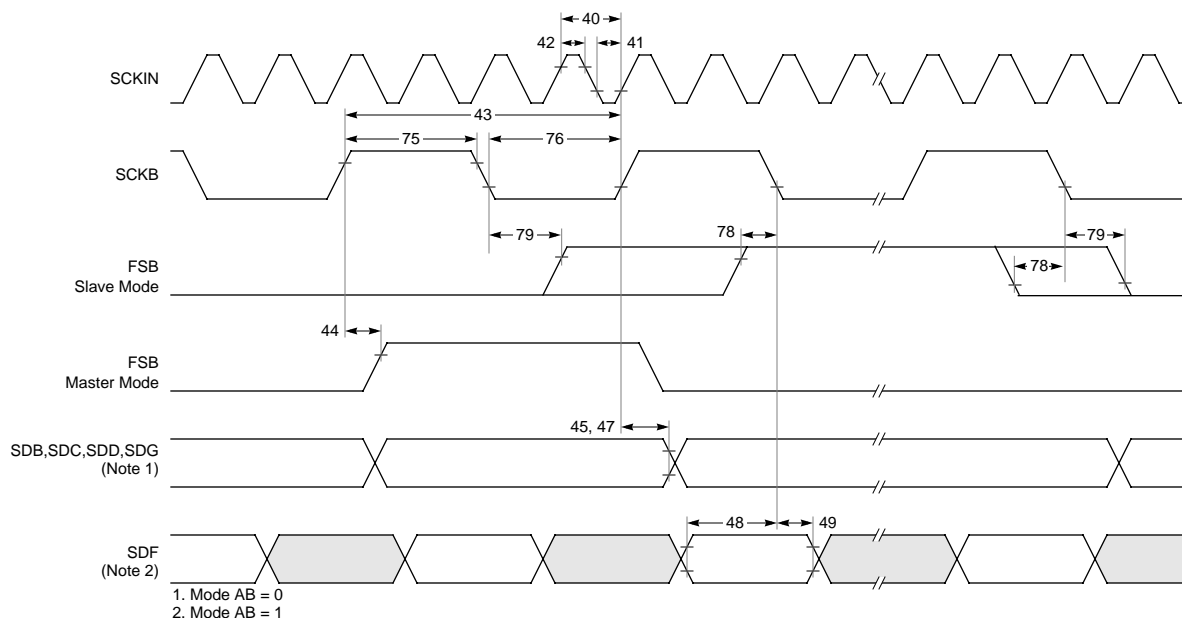 40
42
41
SCKIN
43
75
76
SCKB
79
78
79
FSB
Slave Mode
78
44
FSB
Master Mode
45, 47
SDB,SDC,SDD,SDG
(Note 1)
48
49
SDF
(Note 2)
1. Mode AB = 0
2. Mode AB = 1